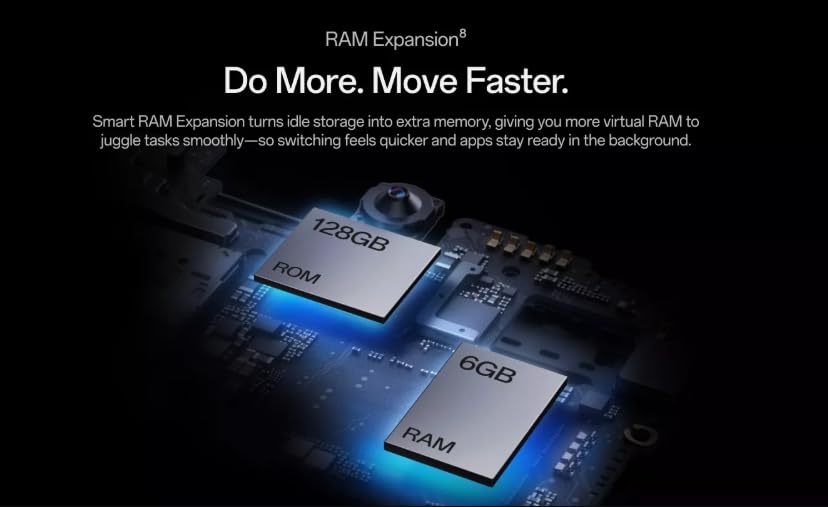 RAM Expansion⁸
Do More. Move Faster.
Smart RAM Expansion turns idle storage into extra memory, giving you more virtual RAM to
juggle tasks smoothly—so switching feels quicker and apps stay ready in the background.
128GB
ROM
6GB
RAM